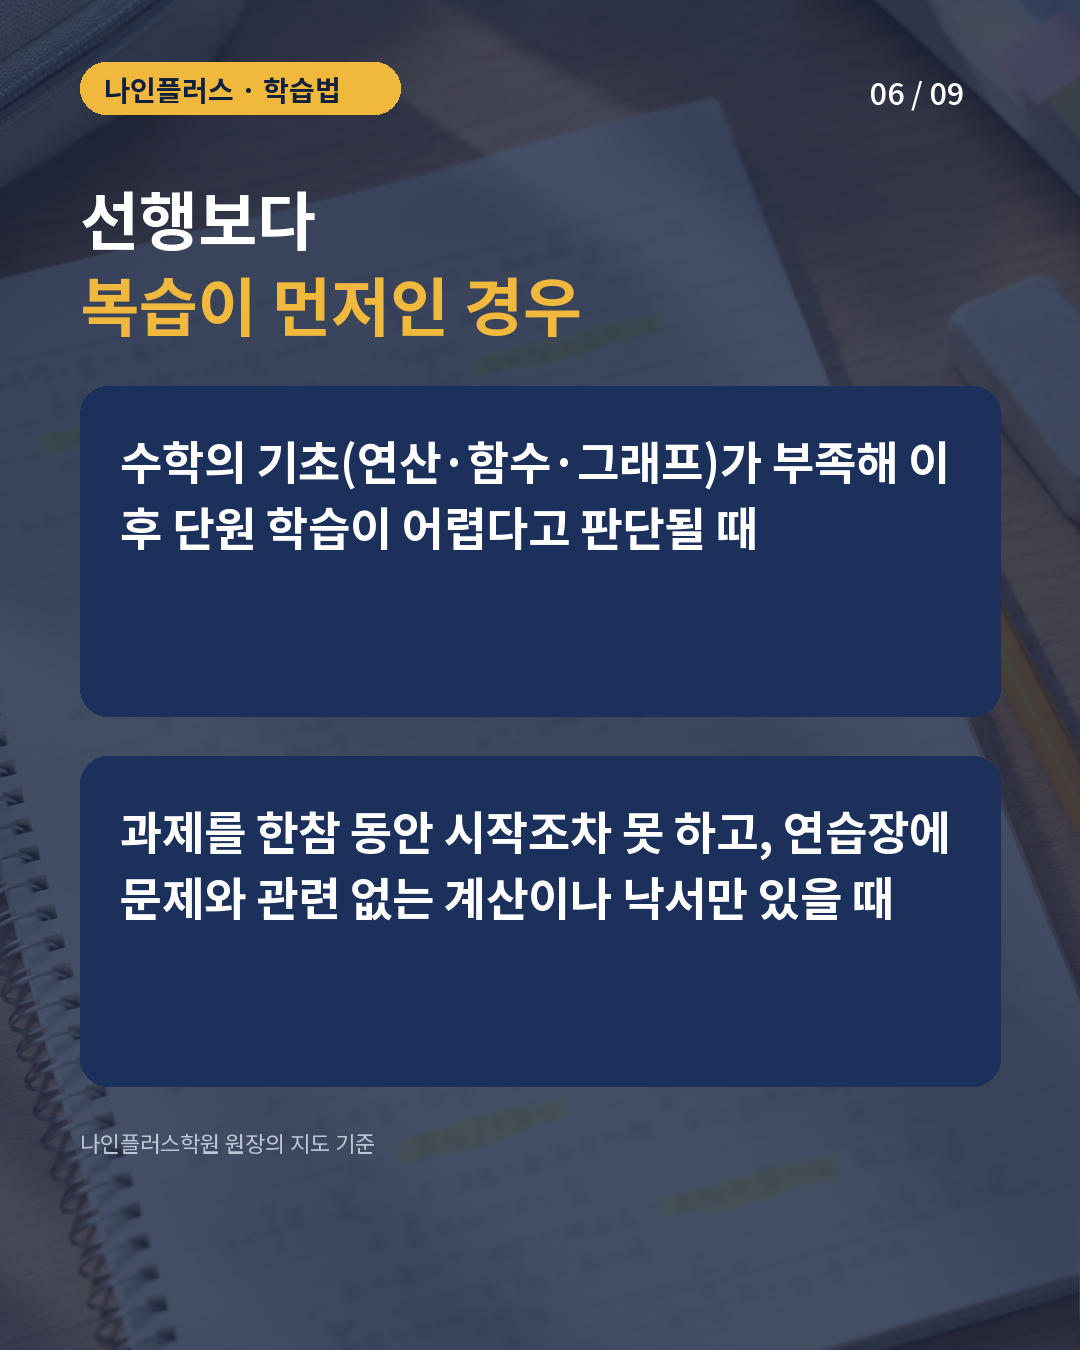 나인플러스 · 학습법
06 / 09
선행보다
복습이 먼저인 경우
수학의 기초(연산·함수·그래프)가 부족해 이
후 단원 학습이 어렵다고 판단될 때
과제를 한참 동안 시작조차 못 하고, 연습장에
문제와 관련 없는 계산이나 낙서만 있을 때
나인플러스학원 원장의 지도 기준